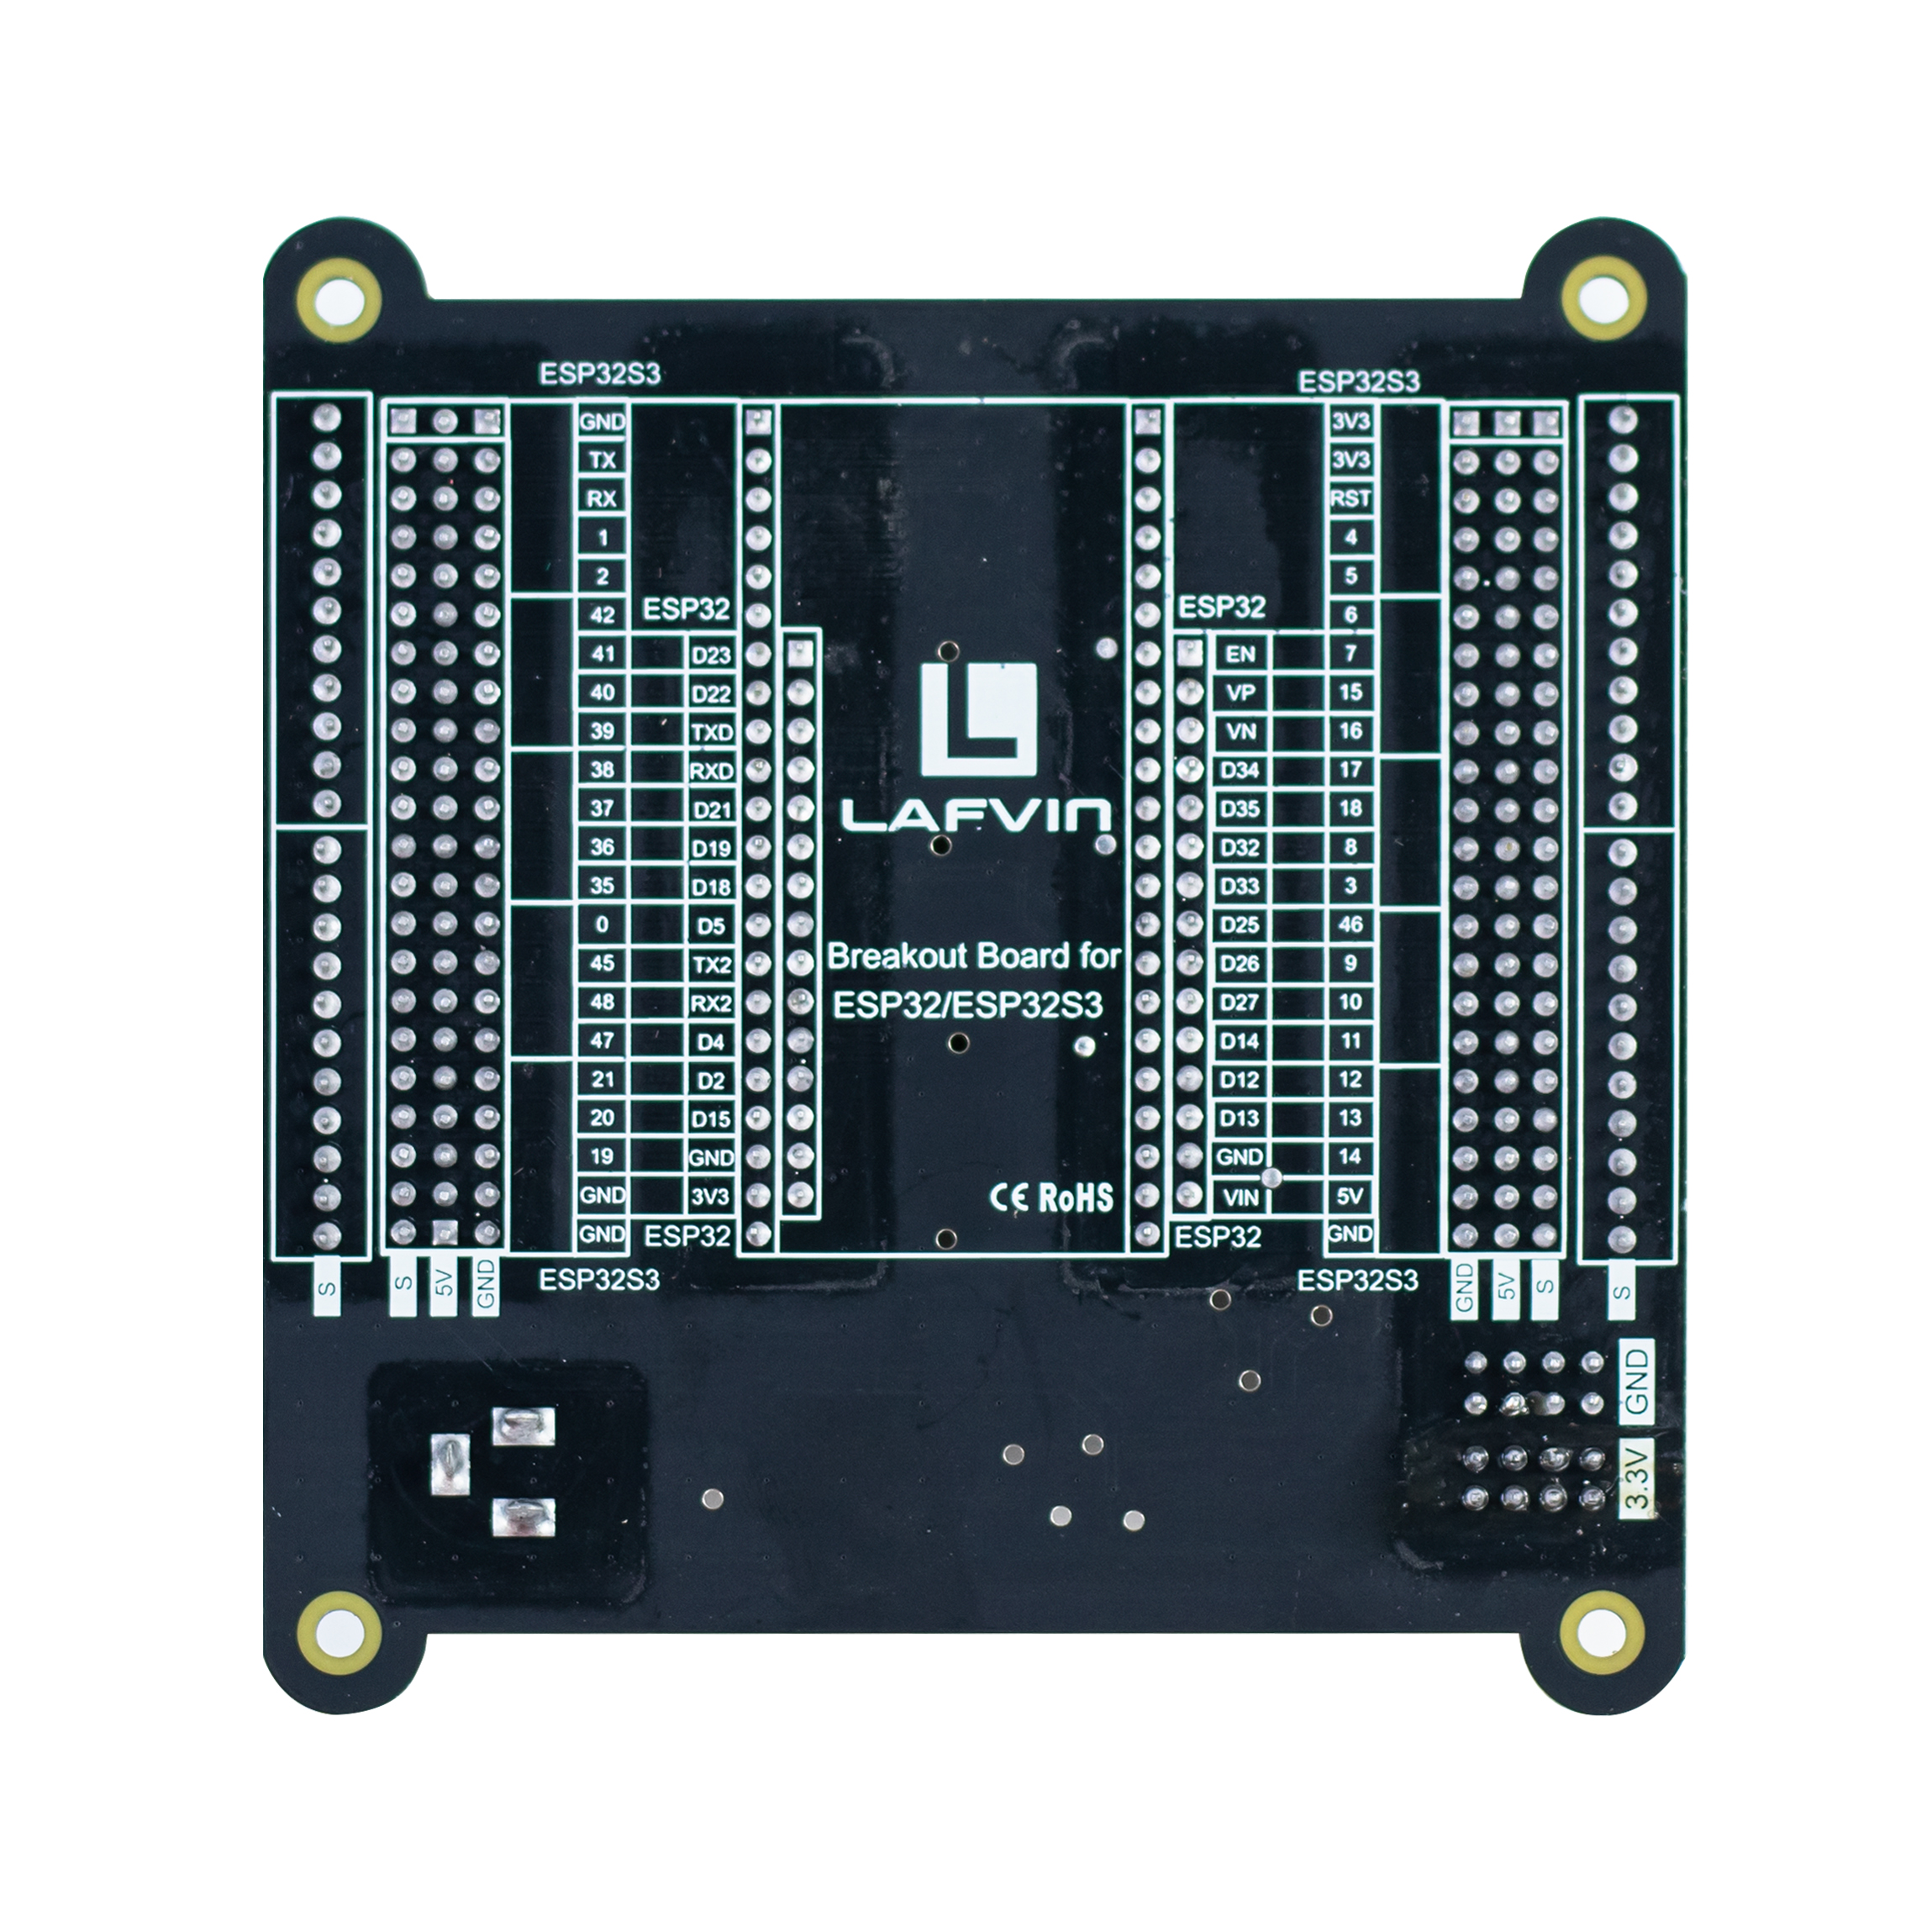 ESP32S3 ESP32S3
GND 3V3
TX 3V3
RX RST
1 4
2 5
42 ESP32 ESP32 6
41 D23 EN 7
40 D22 VP 15
39 TXD VN 16
38 RXD D34 17
37 D21 D35 18
LAFVIN
36 D19 D32 8
35 D18 D33 3
0 D5 D25 46
45 TX2 Breakout Board for D26 9
48 RX2 ESP32/ESP32S3 D27 10
47 D4 D14 11
21 D2 D12 12
20 D15 D13 13
19 GND GND 14
GND 3V3 CE RoHS VIN 5V
GND ESP32 ESP32 GND
ESP32S3 ESP32S3
S S 5V GND GND 5V S S
GND
3.3V